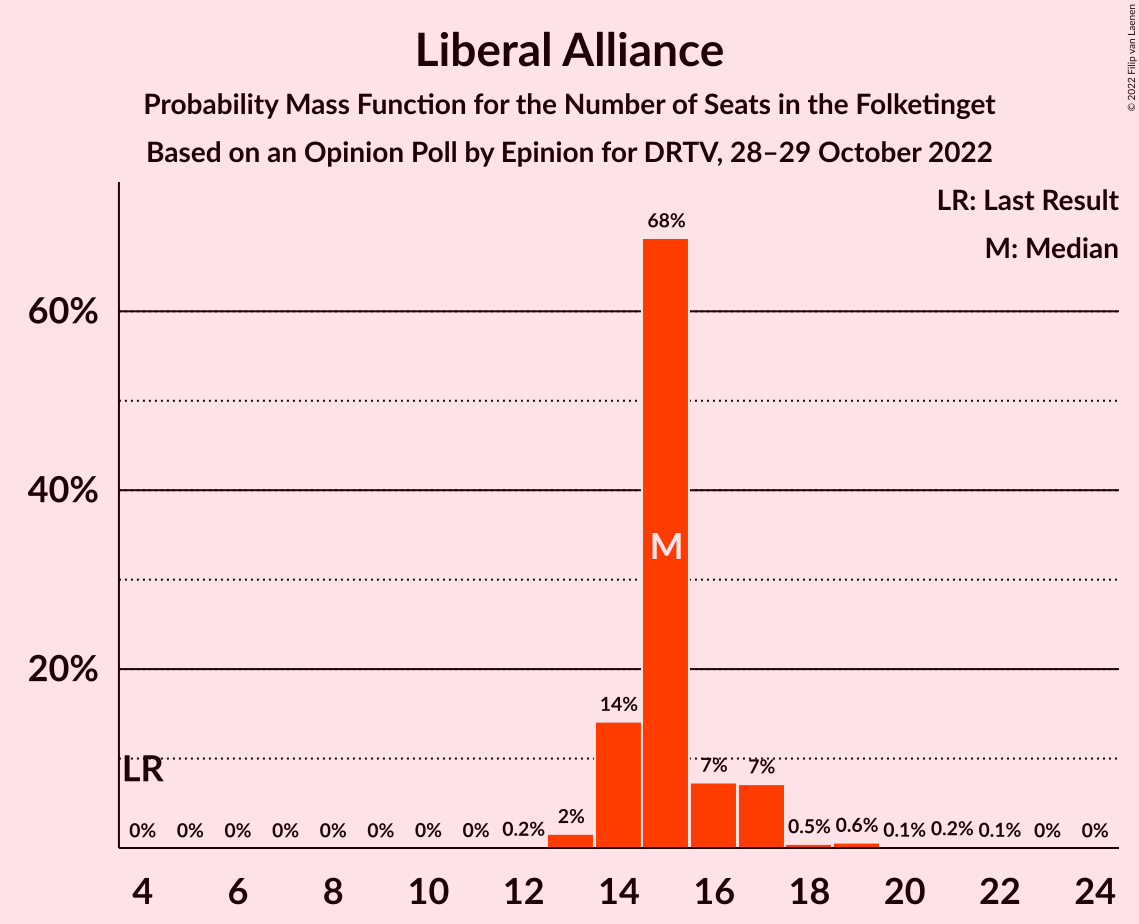 Liberal Alliance
Probability Mass Function for the Number of Seats in the Folketinget
Based on an Opinion Poll by Epinion for DRTV, 28–29 October 2022
© 2022 Filip van Laenen
LR: Last Result
M: Median
68%
60%
40%
M
20%
14%
LR
7% 7%
0% 0% 0% 0% 0% 0% 0% 0% 0.2% 2% 0.5% 0.6% 0.1% 0.2% 0.1% 0% 0%
4 6 8 10 12 14 16 18 20 22 24